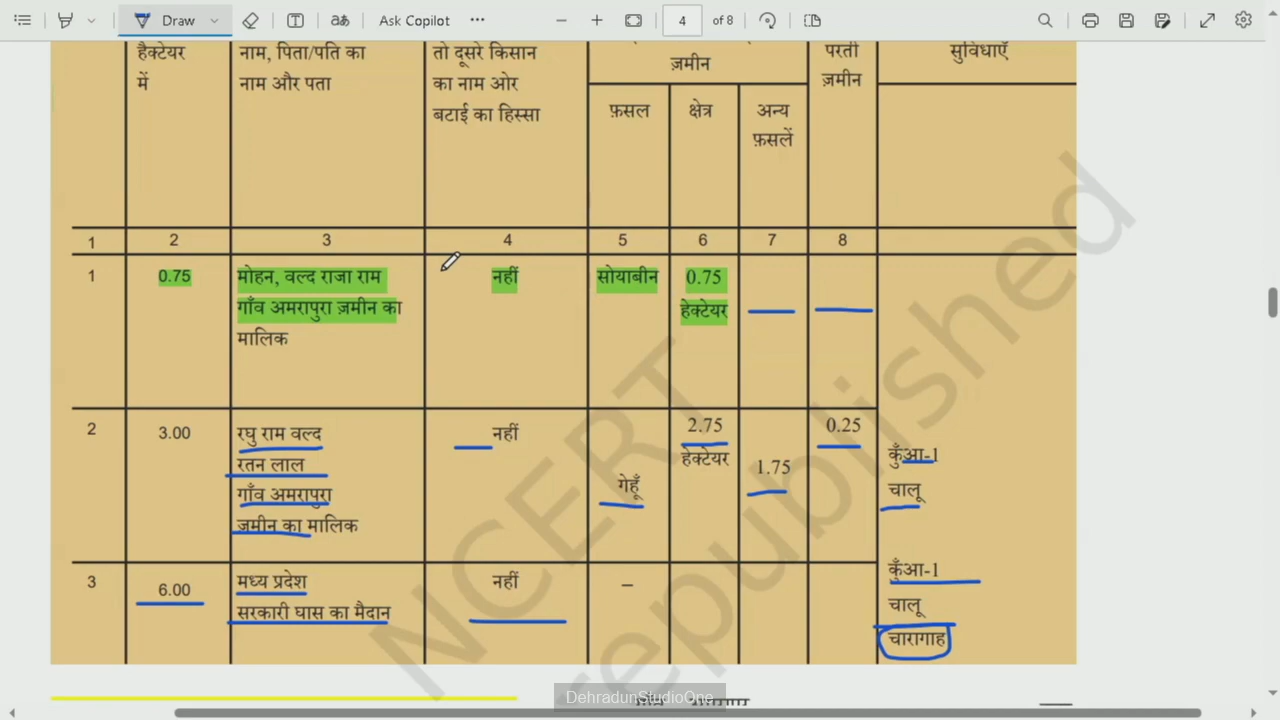 Draw
Ask Copilot
4 of 8
हैक्टेयर में
नाम, पिता/पति का नाम और पता
तो दूसरे किसान का नाम ओर बटाई का हिस्सा
ज़मीन
परती ज़मीन
सुविधाएँ
फ़सल
क्षेत्र
अन्य फ़सलें
1 2 3 4 5 6 7 8
1 0.75 मोहन, वल्द राजा राम नहीं सोयाबीन 0.75
गाँव अमरापुरा ज़मीन का हेक्टेयर
मालिक
2 3.00 रघु राम वल्द नहीं 2.75 0.25
रतन लाल हेक्टेयर 1.75 कुँआ-1
गाँव अमरापुरा गेहूँ चालू
ज़मीन का मालिक
3 6.00 मध्य प्रदेश नहीं – कुँआ-1
सरकारी घास का मैदान चालू
चारागाह
NCERT
republished
DehradunStudioOne